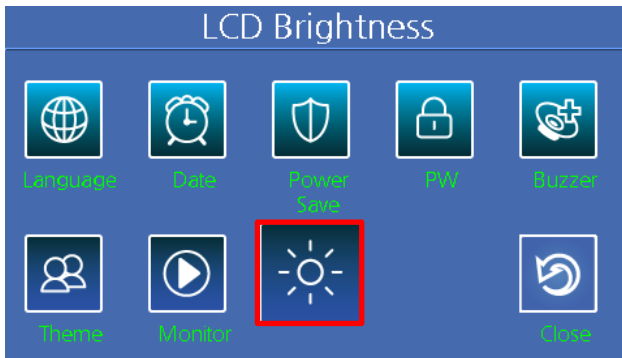 LCD Brightness
Language Date Power Save PW Buzzer
Theme Monitor Close